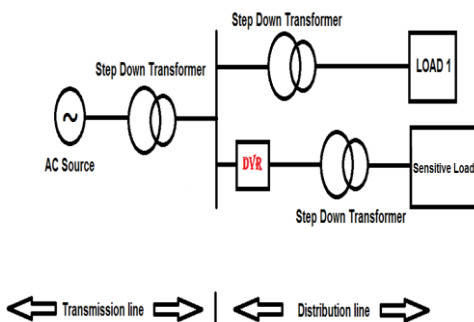 Step Down Transformer
LOAD 1
Step Down Transformer
~
AC Source
DVR
Sensitive Load
Step Down Transformer
Transmission line
Distribution line